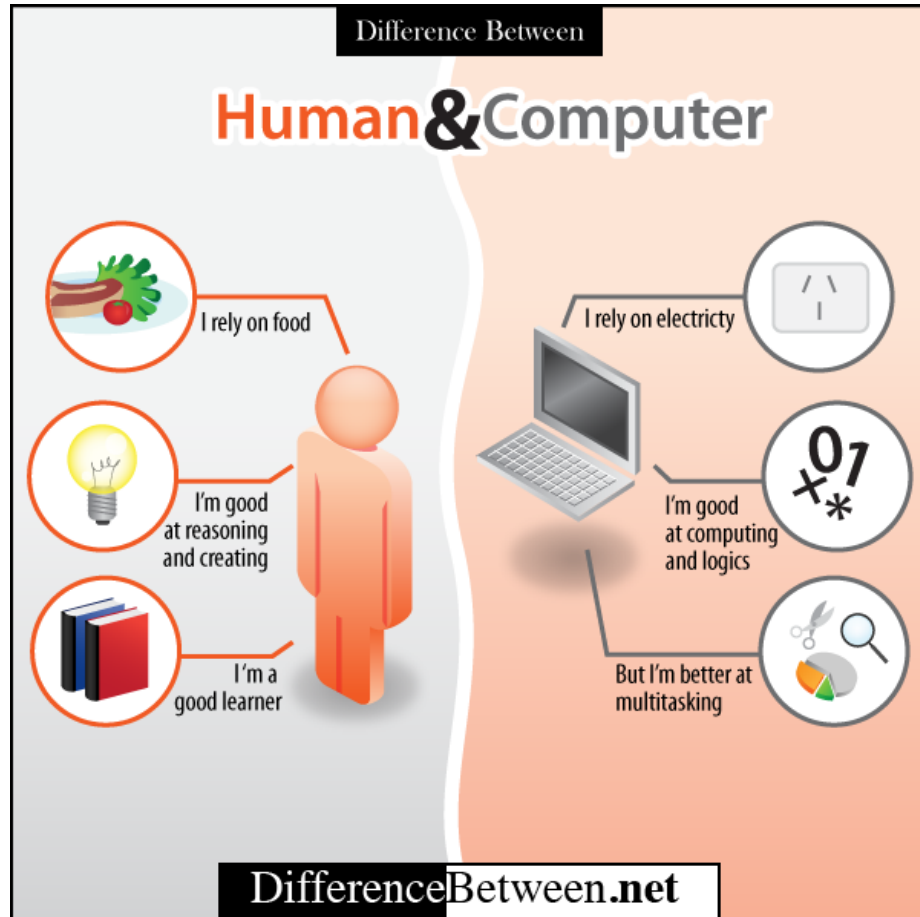 Difference Between
Human&Computer
I rely on food
I'm good
at reasoning
and creating
I'm a
good learner
I rely on electricty
01
×*
I'm good
at computing
and logics
But I'm better at
multitasking
DifferenceBetween.net